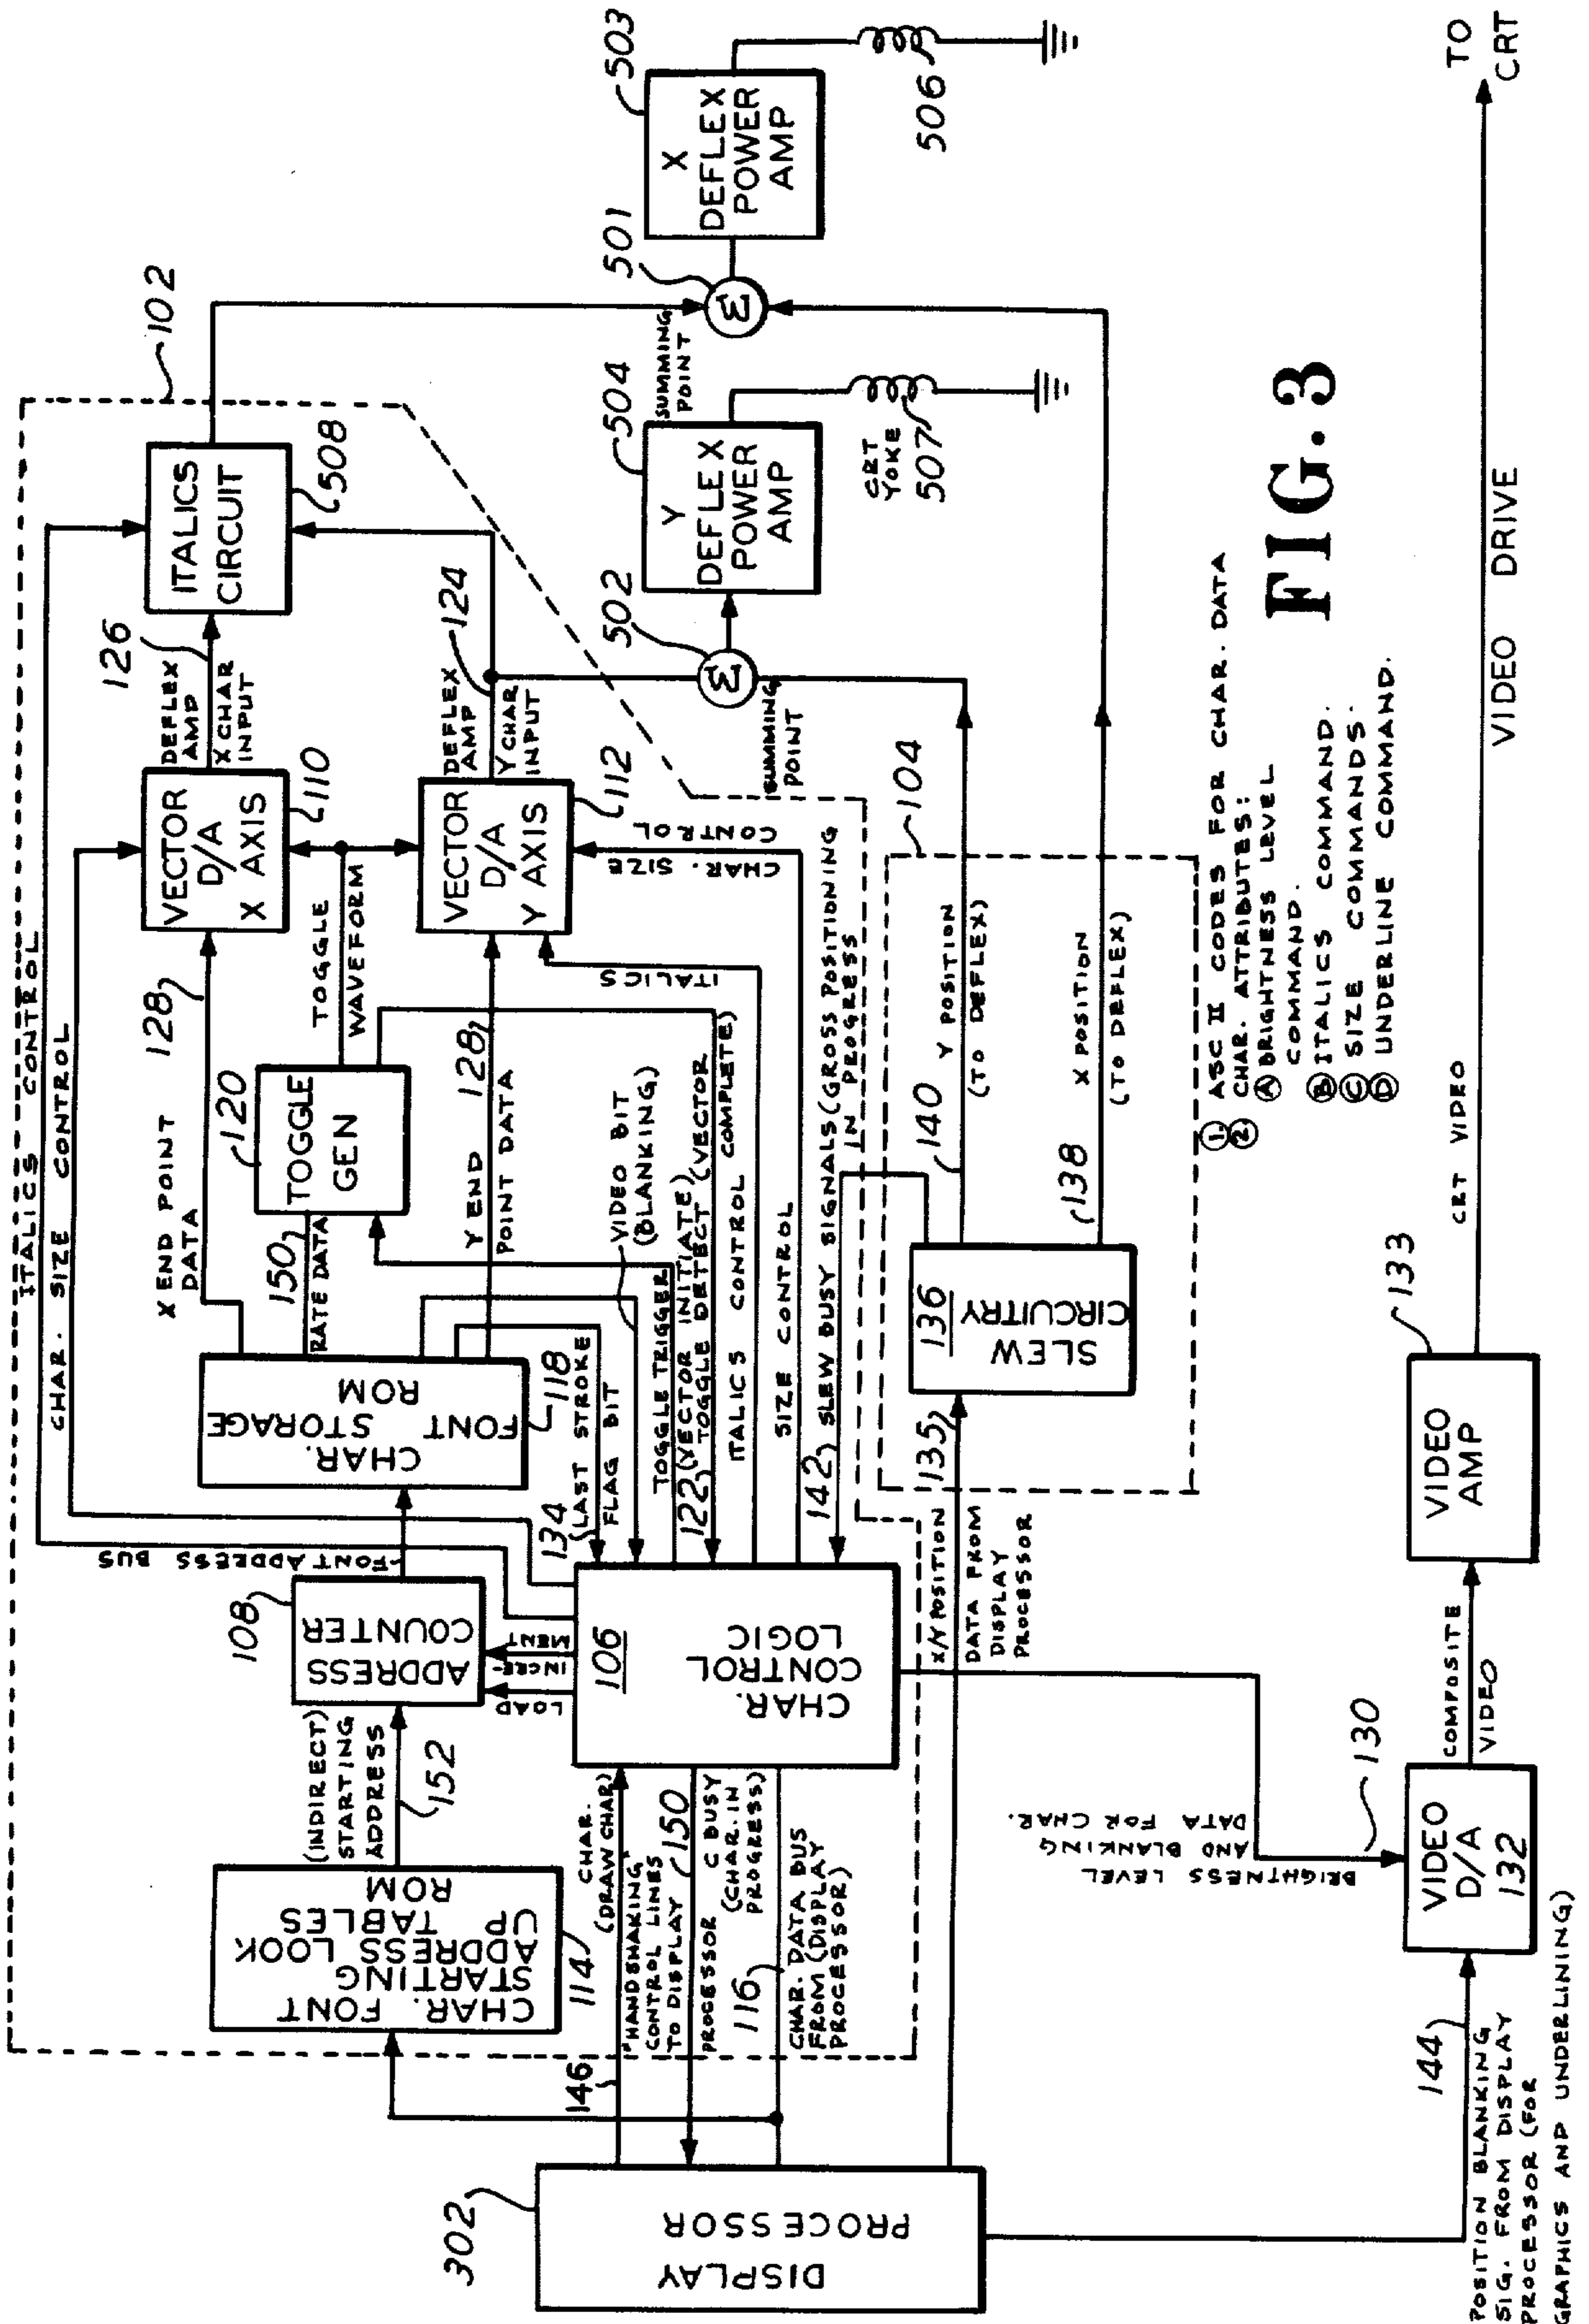 102
ITALICS CONTROL
CHAR. SIZE CONTROL
X END POINT
DATA
128
VECTOR
D/A
X AXIS
110
DEFLEX
AMP
X CHAR
INPUT
126
ITALICS
CIRCUIT
508
CHAR. FONT
STARTING
ADDRESS LOOK
UP TABLES
ROM
114
(INDIRECT)
STARTING
ADDRESS
152
ADDRESS
COUNTER
108
LOAD
INCRE-
MENT
FONT ADDRESS BUS
CHAR.
FONT STORAGE
ROM
118
RATE DATA
150
TOGGLE
GEN
120
TOGGLE
WAVEFORM
Y END
POINT DATA
128
VIDEO BIT
(BLANKING)
VECTOR
D/A
Y AXIS
112
DEFLEX
AMP
Y CHAR
INPUT
124
ITALICS
CHAR. SIZE
CONTROL
134
LAST STROKE
FLAG BIT
TOGGLE TRIGGER
(VECTOR INITIATE)
122
TOGGLE DETECT (VECTOR
COMPLETE)
ITALICS CONTROL
SIZE CONTROL
142
SLEW BUSY SIGNALS (GROSS POSITIONING
IN PROGRESS
CHAR.
CONTROL
LOGIC
106
146
CHAR.
(DRAW CHAR)
"HANDSHAKING"
CONTROL LINES
TO DISPLAY
PROCESSOR
150
C BUSY
(CHAR. IN
PROGRESS)
116
CHAR. DATA BUS
FROM (DISPLAY
PROCESSOR)
302
DISPLAY
PROCESSOR
X/Y POSITION
DATA FROM
DISPLAY
PROCESSOR
135
SLEW
CIRCUITRY
136
104
140
Y POSITION
(TO DEFLEX)
138
X POSITION
(TO DEFLEX)
SUMMING
POINT
Σ
502
Y
DEFLEX
POWER
AMP
504
CRT
YOKE
507
SUMMING
POINT
Σ
501
X
DEFLEX
POWER
AMP
503
506
1 ASC II CODES FOR CHAR. DATA
2 CHAR. ATTRIBUTES:
A BRIGHTNESS LEVEL
COMMAND.
B ITALICS COMMAND.
C SIZE COMMANDS.
D UNDERLINE COMMAND.
FIG. 3
BRIGHTNESS LEVEL
AND BLANKING
DATA FOR CHAR.
130
144
POSITION BLANKING
SIG. FROM DISPLAY
PROCESSOR (FOR
GRAPHICS AND UNDERLINING)
VIDEO
D/A
132
COMPOSITE
VIDEO
VIDEO
AMP
133
CRT VIDEO
VIDEO DRIVE
TO
CRT